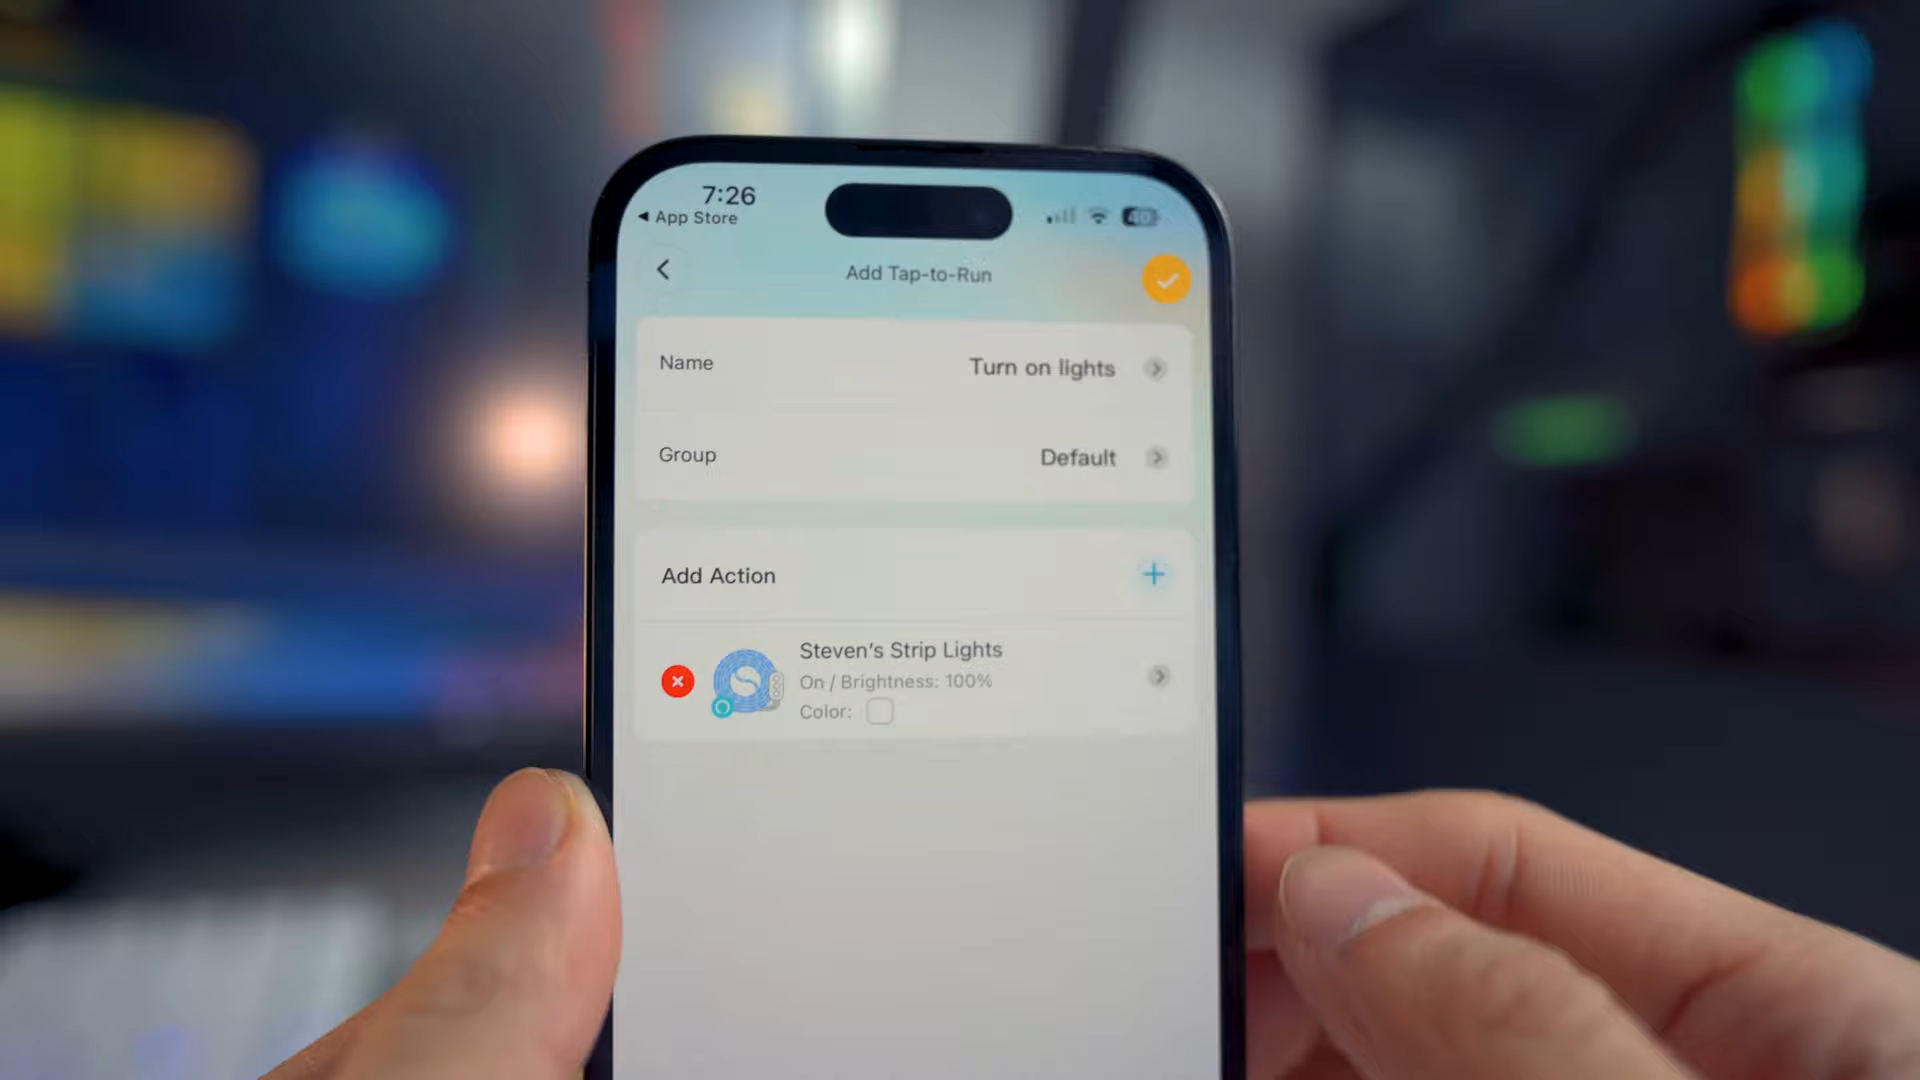 7:26
◀ App Store
40
Add Tap-to-Run
Name
Turn on lights
Group
Default
Add Action
Steven's Strip Lights
On / Brightness: 100%
Color: